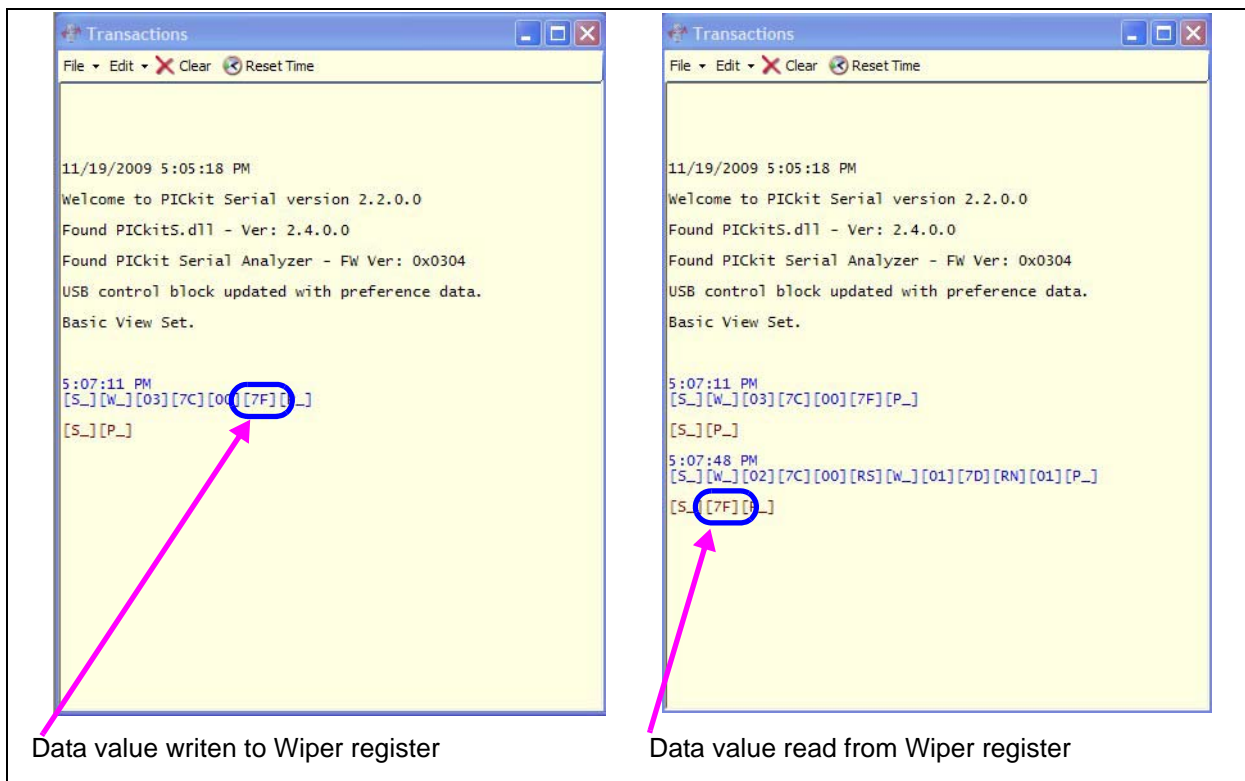 Transactions
File Edit Clear Reset Time
11/19/2009 5:05:18 PM
Welcome to PICkit Serial version 2.2.0.0
Found PICkitS.dll - Ver: 2.4.0.0
Found PICkit Serial Analyzer - FW Ver: 0x0304
USB control block updated with preference data.
Basic View Set.
5:07:11 PM
[S_][W_][03][7C][00][7F][P_]
[S_][P_]
Data value writen to Wiper register
Transactions
File Edit Clear Reset Time
11/19/2009 5:05:18 PM
Welcome to PICkit Serial version 2.2.0.0
Found PICkitS.dll - Ver: 2.4.0.0
Found PICkit Serial Analyzer - FW Ver: 0x0304
USB control block updated with preference data.
Basic View Set.
5:07:11 PM
[S_][W_][03][7C][00][7F][P_]
[S_][P_]
5:07:48 PM
[S_][W_][02][7C][00][RS][W_][01][7D][RN][01][P_]
[S_][7F][P_]
Data value read from Wiper register